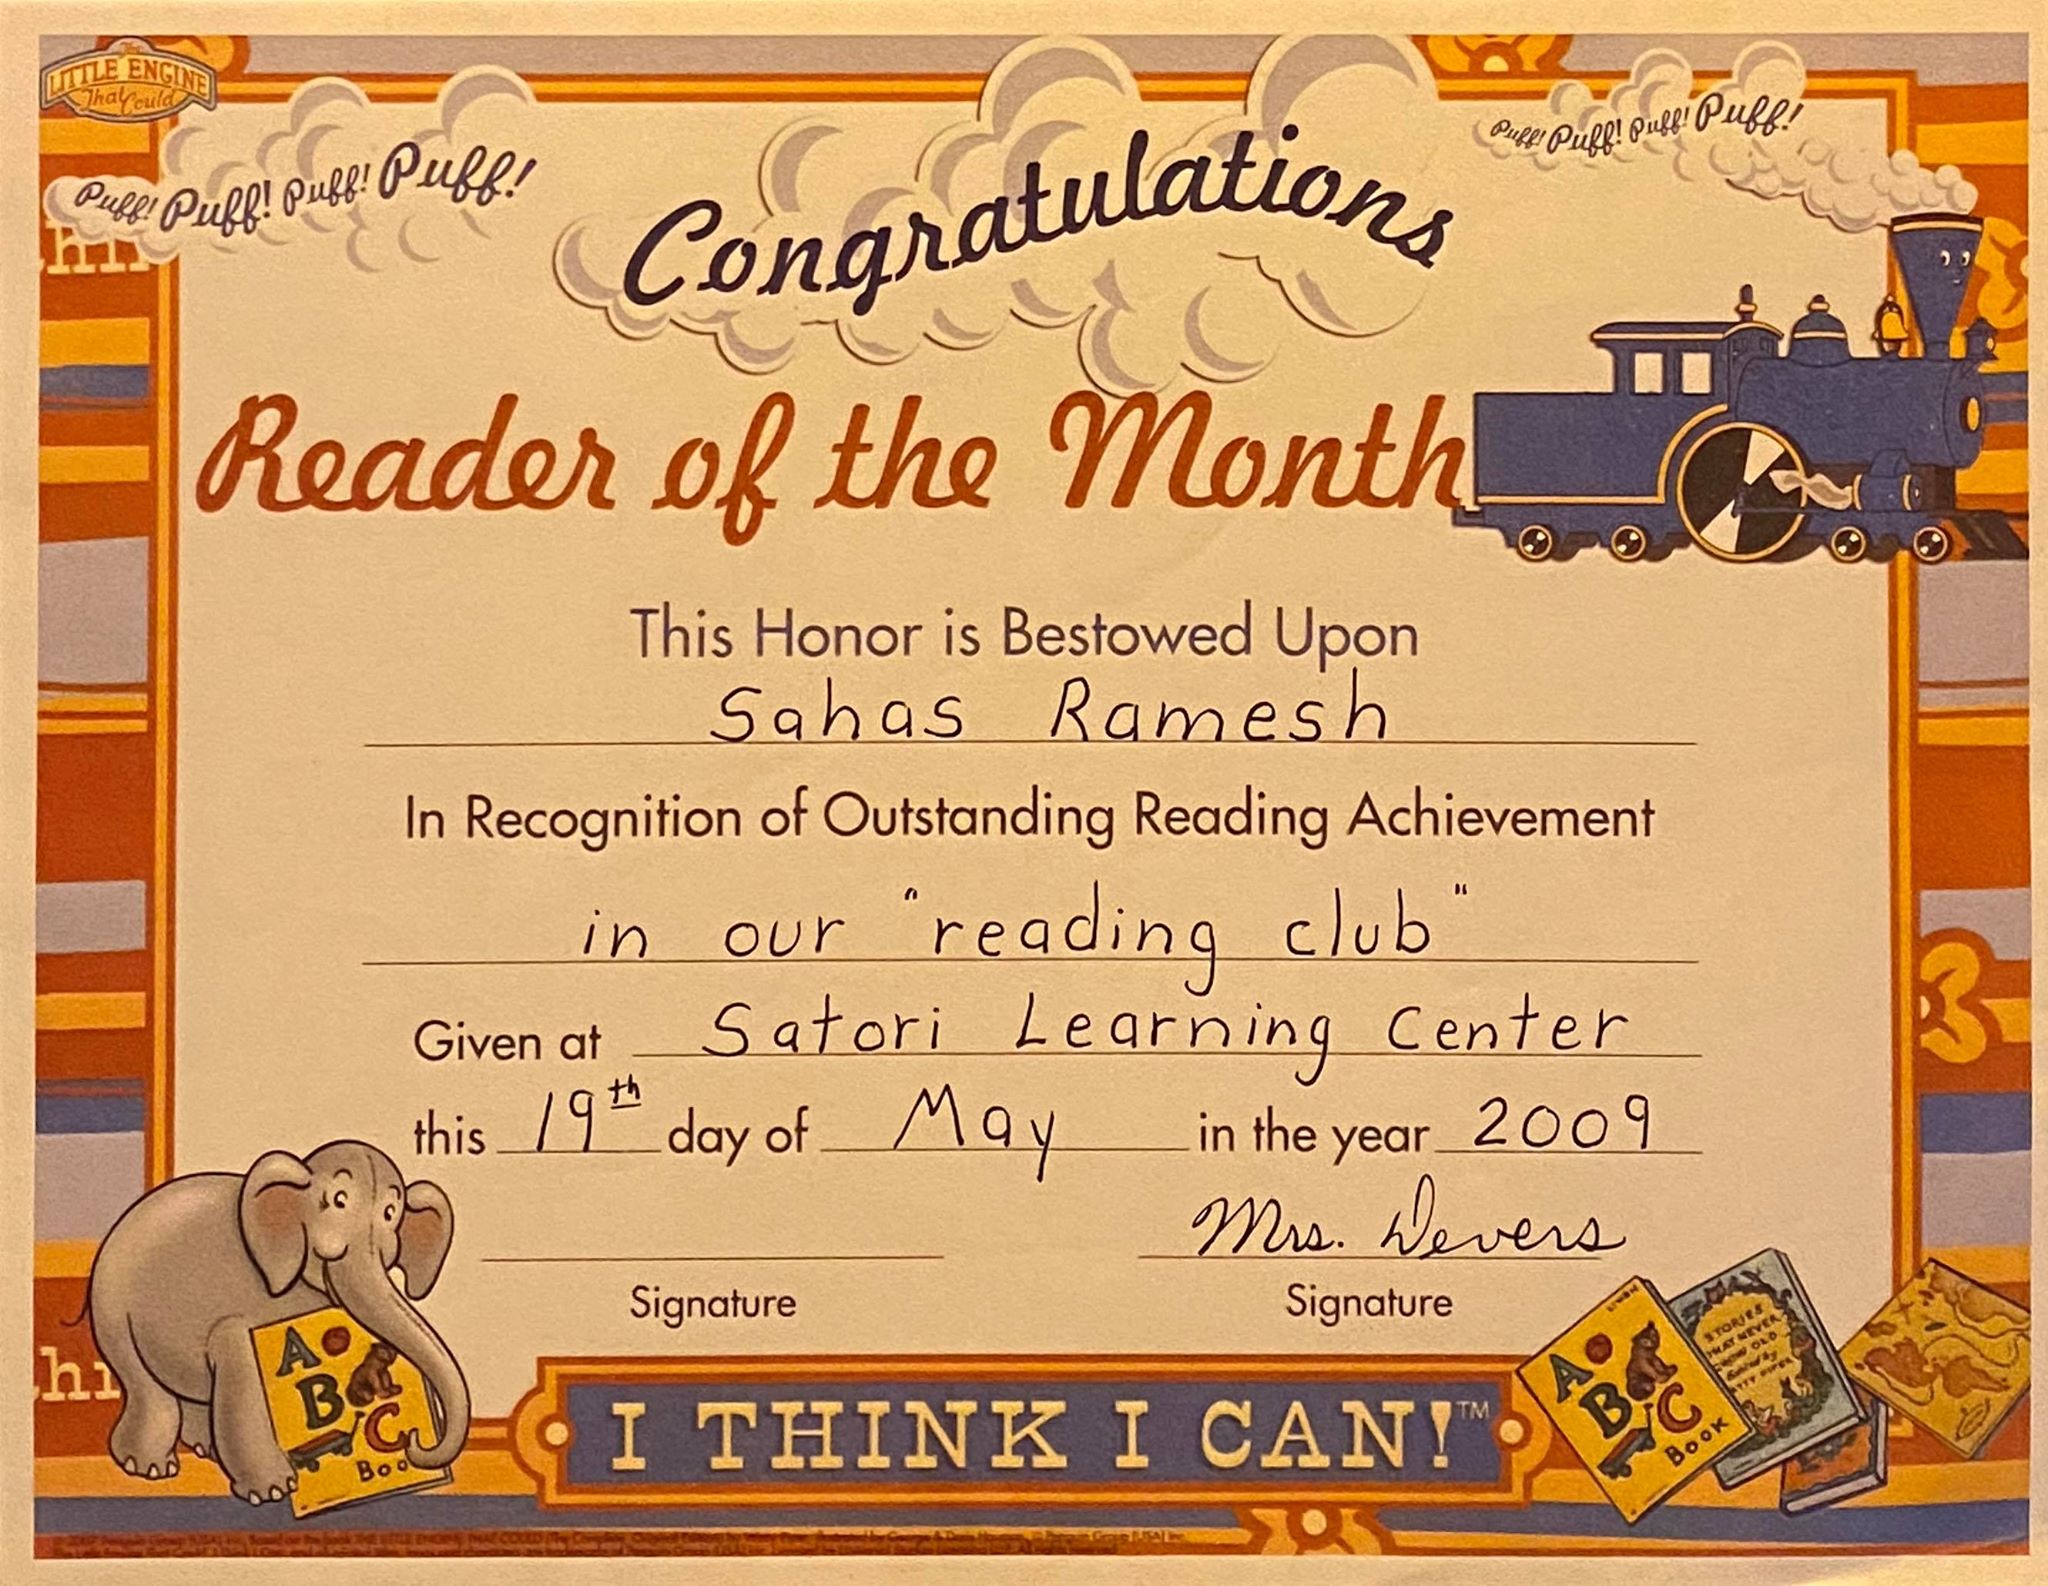 The
LITTLE ENGINE
That Could
Puff! Puff! Puff! Puff!
Puff! Puff! Puff! Puff!
Congratulations
Reader of the Month
This Honor is Bestowed Upon
Sahas Ramesh
In Recognition of Outstanding Reading Achievement
in our "reading club"
Given at Satori Learning Center
this 19th day of May in the year 2009
Mrs. Devers
Signature Signature
A
B
C
Boo
I THINK I CAN!™
A
B
C
BOOK
STORIES
THAT NEVER
GROW OLD